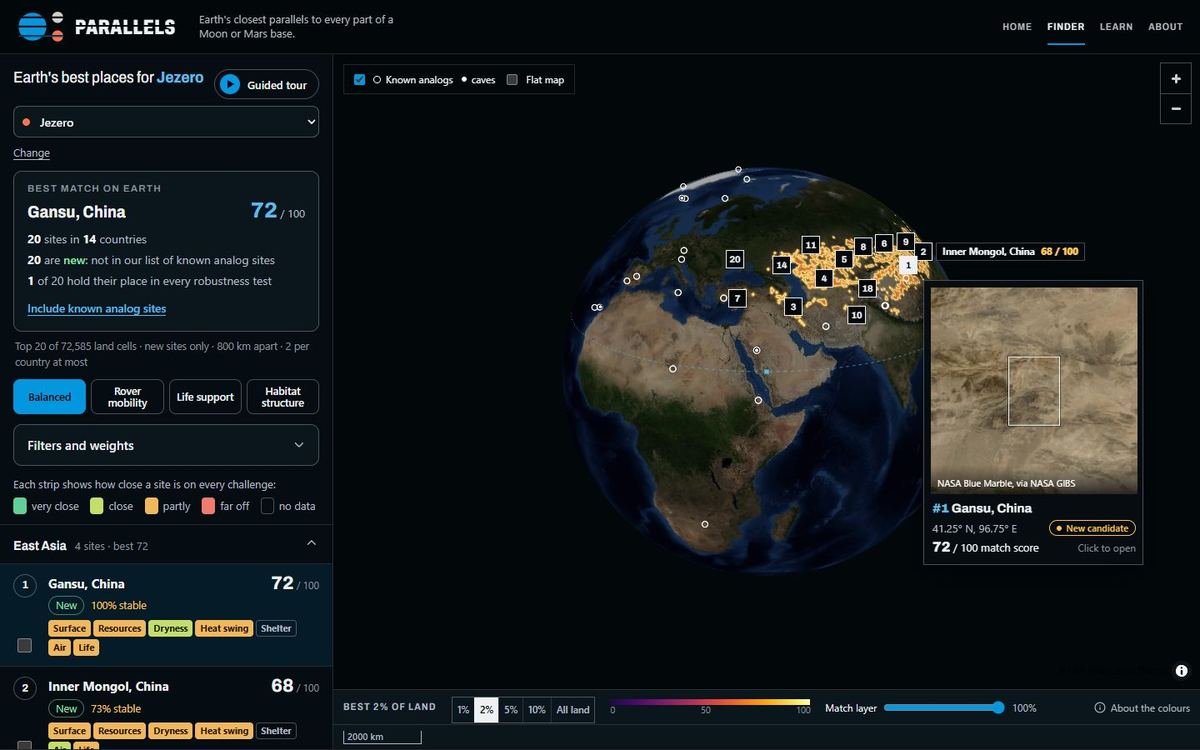 PARALLELS
Earth's closest parallels to every part of a
Moon or Mars base.
HOME
FINDER
LEARN
ABOUT
Earth's best places for Jezero
Guided tour
Jezero
Change
BEST MATCH ON EARTH
Gansu, China
72 / 100
20 sites in 14 countries
20 are new: not in our list of known analog sites
1 of 20 hold their place in every robustness test
Include known analog sites
Top 20 of 72,585 land cells · new sites only · 800 km apart · 2 per
country at most
Balanced
Rover
mobility
Life support
Habitat
structure
Filters and weights
Each strip shows how close a site is on every challenge:
very close
close
partly
far off
no data
East Asia 4 sites · best 72
1
Gansu, China
72 / 100
New 100% stable
Surface Resources Dryness Heat swing Shelter
Air Life
2
Inner Mongol, China
68 / 100
New 73% stable
Surface Resources Dryness Heat swing Shelter
Known analogs
caves
Flat map
+
−
11
8
6
9
2
Inner Mongol, China 68 / 100
20
14
5
1
4
18
7
3
10
NASA Blue Marble, via NASA GIBS
#1 Gansu, China
41.25° N, 96.75° E
New candidate
72 / 100 match score
Click to open
BEST 2% OF LAND
1% 2% 5% 10% All land
0 50 100
Match layer
100%
About the colours
2000 km